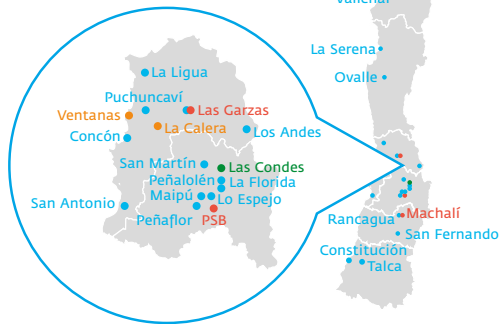 Vallenar
La Serena
Ovalle
La Ligua
Puchuncaví
Las Garzas
Ventanas
La Calera
Concón
Los Andes
San Martín
Las Condes
Peñalolén
La Florida
Maipú
Lo Espejo
San Antonio
Peñaflor
PSB
Rancagua
Machalí
San Fernando
Constitución
Talca